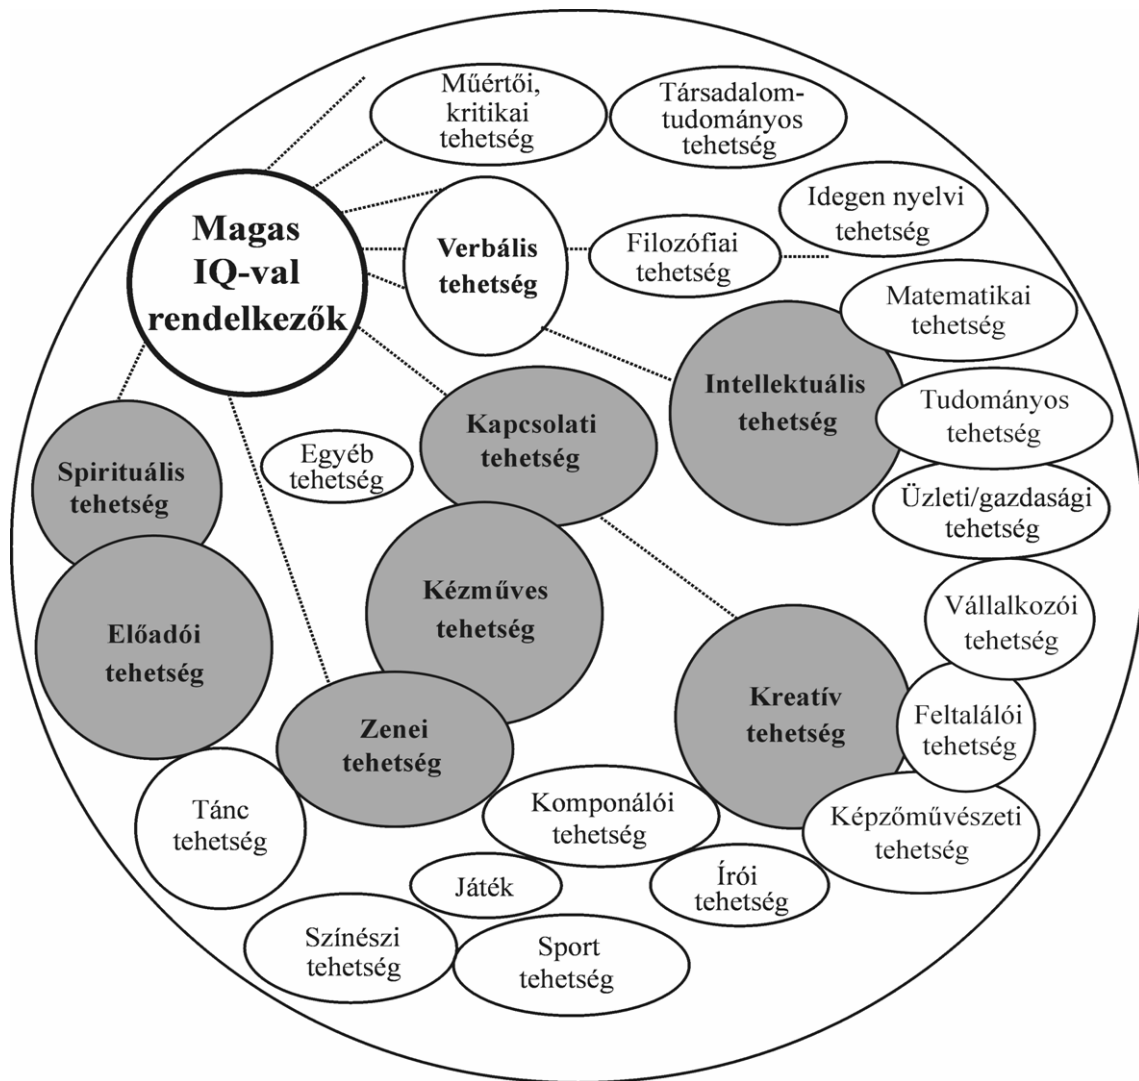 Műértői,
kritikai
tehetség
Társadalom-
tudományos
tehetség
Magas
IQ-val
rendelkezők
Verbális
tehetség
Filozófiai
tehetség
Idegen nyelvi
tehetség
Matematikai
tehetség
Intellektuális
tehetség
Kapcsolati
tehetség
Tudományos
tehetség
Egyéb
tehetség
Spirituális
tehetség
Üzleti/gazdasági
tehetség
Kézműves
tehetség
Vállalkozói
tehetség
Előadói
tehetség
Zenei
tehetség
Kreatív
tehetség
Feltalálói
tehetség
Tánc
tehetség
Komponálói
tehetség
Képzőművészeti
tehetség
Játék
Írói
tehetség
Színészi
tehetség
Sport
tehetség